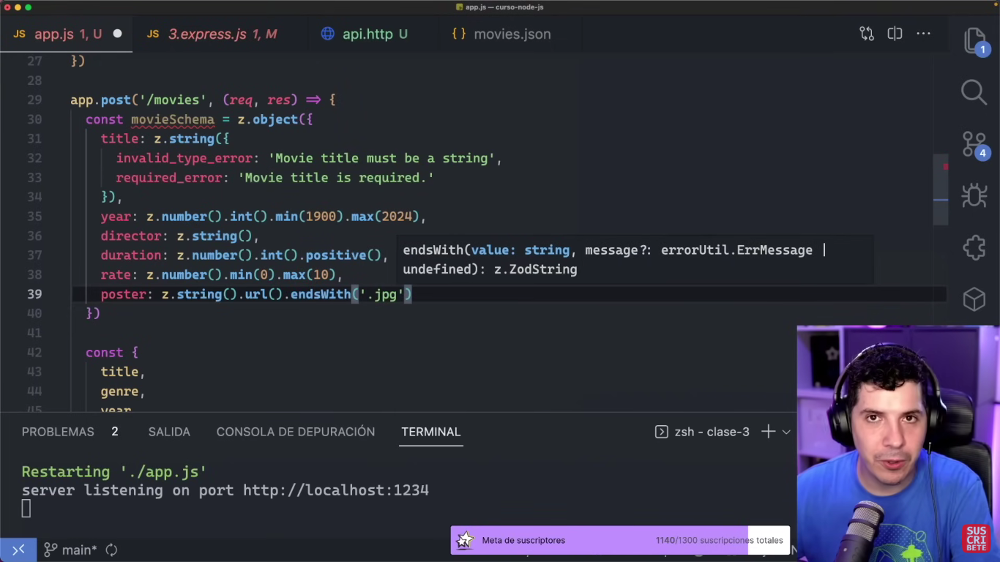 app.js — curso-node-js
JS app.js 1, U
JS 3.express.js 1, M
api.http U
{} movies.json
1
4
27 })
28
29 app.post('/movies', (req, res) => {
30 const movieSchema = z.object({
31 title: z.string({
32 invalid_type_error: 'Movie title must be a string',
33 required_error: 'Movie title is required.'
34 }),
35 year: z.number().int().min(1900).max(2024),
36 director: z.string(),
37 duration: z.number().int().positive(),
38 rate: z.number().min(0).max(10),
39 poster: z.string().url().endsWith('.jpg')
40 })
41
42 const {
43 title,
44 genre,
45 year
endsWith(value: string, message?: errorUtil.ErrMessage |
undefined): z.ZodString
PROBLEMAS 2 SALIDA CONSOLA DE DEPURACIÓN TERMINAL
zsh - clase-3
Restarting './app.js'
server listening on port http://localhost:1234
main*
Meta de suscriptores 1140/1300 suscripciones totales
SUS
CRI
BETE